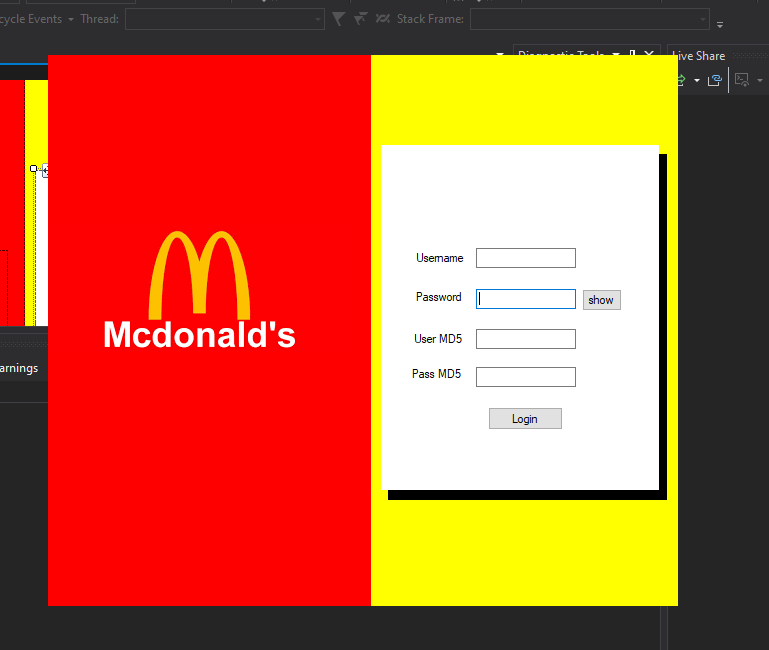 cycle Events Thread: Stack Frame:
Diagnostic Tools
Live Share
Mcdonald's
Username
Password show
User MD5
Pass MD5
Login
arnings